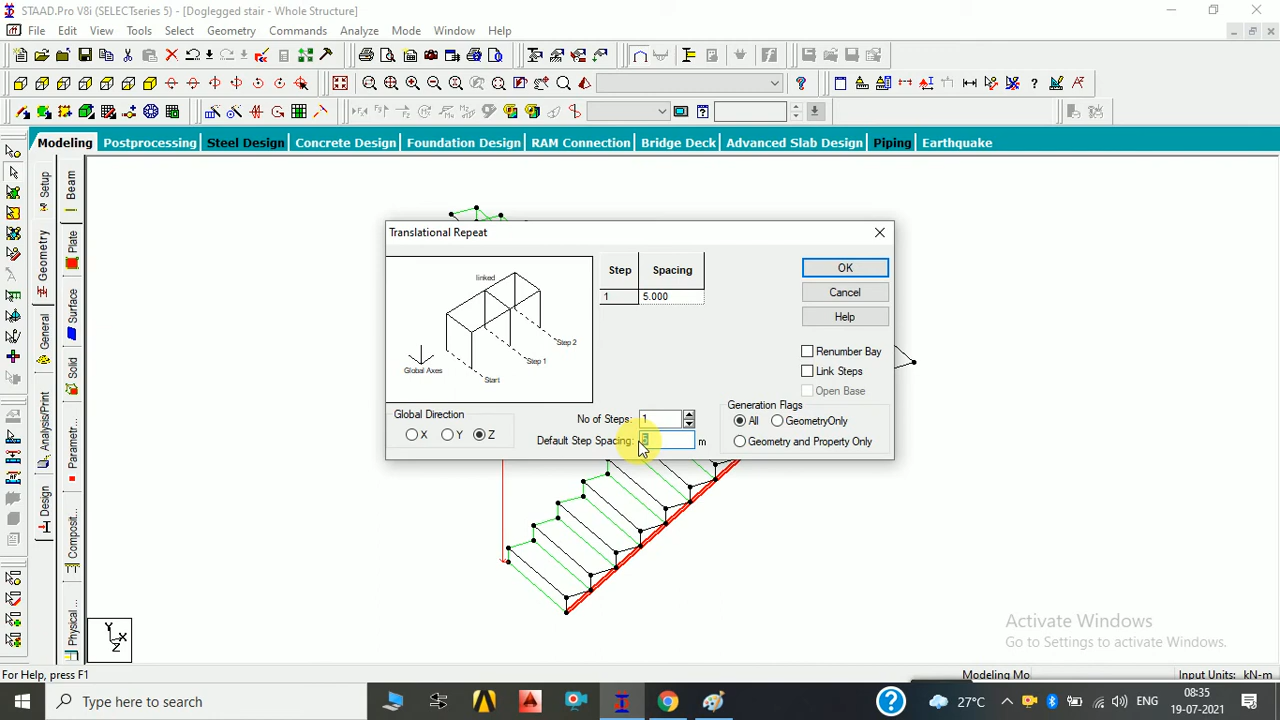 STAAD.Pro V8i (SELECTseries 5) - [Doglegged stair - Whole Structure]
File Edit View Tools Select Geometry Commands Analyze Mode Window Help
Modeling Postprocessing Steel Design Concrete Design Foundation Design RAM Connection Bridge Deck Advanced Slab Design Piping Earthquake
Setup
Geometry
General
Analysis/Print
Design
Beam
Plate
Surface
Solid
Parametr...
Composit...
Physical ...
Translational Repeat
linked
Step 2
Step 1
Start
Global Axes
Step Spacing
1 5.000
OK
Cancel
Help
Renumber Bay
Link Steps
Open Base
Global Direction
X Y Z
No of Steps: 1
Default Step Spacing: 5 m
Generation Flags
All GeometryOnly
Geometry and Property Only
Y
X
Z
Activate Windows
Go to Settings to activate Windows.
For Help, press F1
Modeling Mo
Input Units: kN-m
Type here to search
27°C
ENG
08:35
19-07-2021